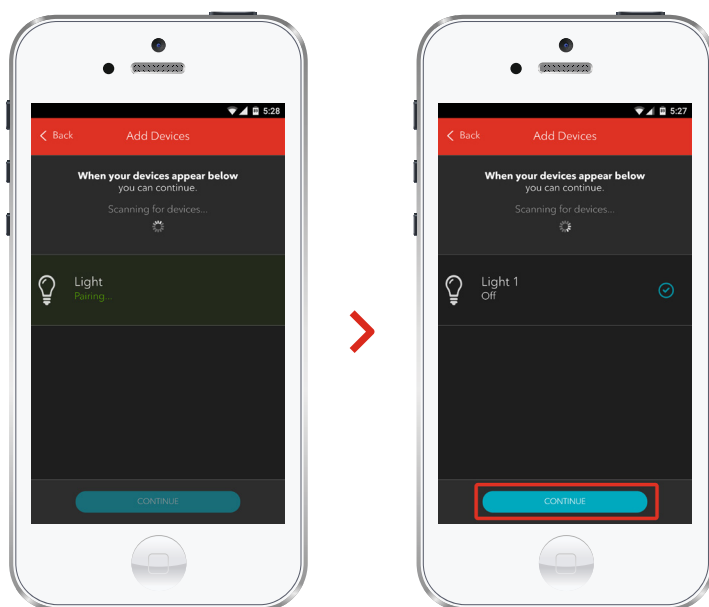 5:28
Back
Add Devices
When your devices appear below
you can continue.
Scanning for devices...
Light
Pairing...
CONTINUE
5:27
Back
Add Devices
When your devices appear below
you can continue.
Scanning for devices...
Light 1
Off
CONTINUE